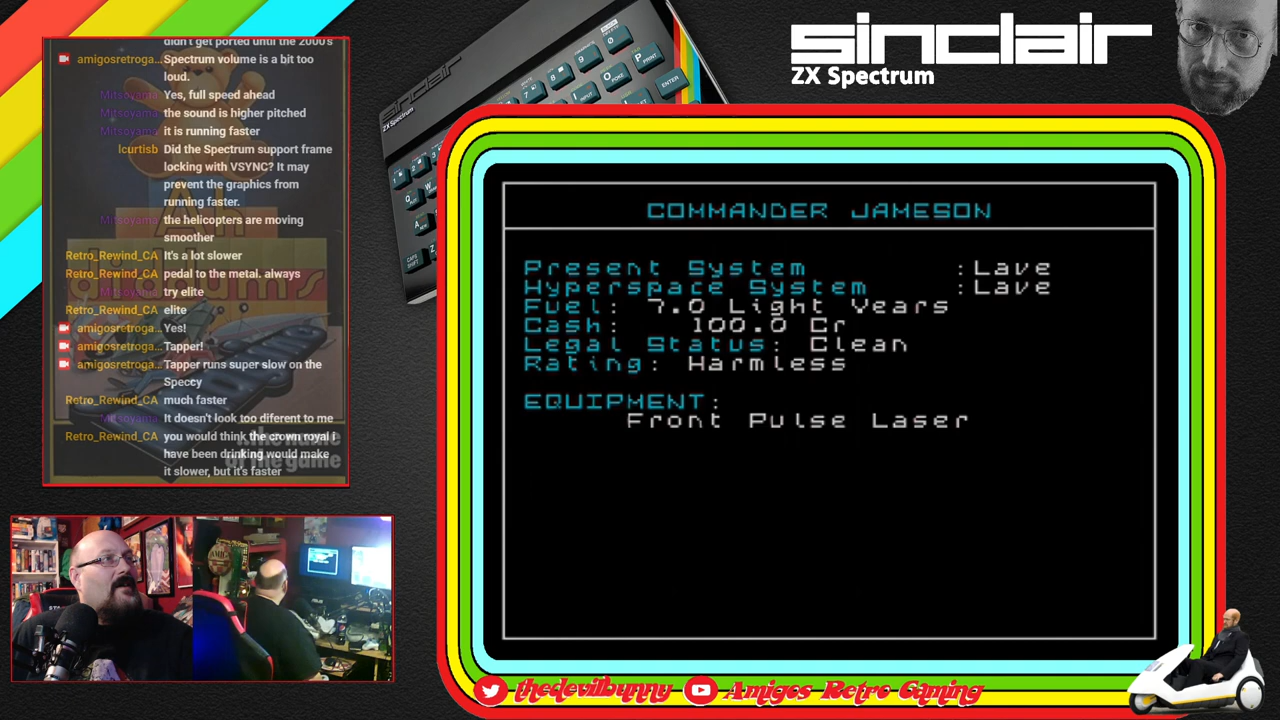 didn't get ported until the 2000's
amigosretroga... Spectrum volume is a bit too
loud.
Mitsoyama Yes, full speed ahead
Mitsoyama the sound is higher pitched
Mitsoyama it is running faster
lcurtisb Did the Spectrum support frame
locking with VSYNC? It may
prevent the graphics from
running faster.
Mitsoyama the helicopters are moving
smoother
Retro_Rewind_CA It's a lot slower
Retro_Rewind_CA pedal to the metal. always
Mitsoyama try elite
Retro_Rewind_CA elite
amigosretroga... Yes!
amigosretroga... Tapper!
amigosretroga... Tapper runs super slow on the
Speccy
Retro_Rewind_CA much faster
Mitsoyama It doesn't look too diferent to me
Retro_Rewind_CA you would think the crown royal i
have been drinking would make
it slower, but it's faster
Ah
diddums
of the game
sinclair
ZX Spectrum
COMMANDER JAMESON
Present System :Lave
Hyperspace System :Lave
Fuel: 7.0 Light Years
Cash: 100.0 Cr
Legal Status: Clean
Rating: Harmless
EQUIPMENT:
Front Pulse Laser
thedevilbunny Amigos Retro Gaming